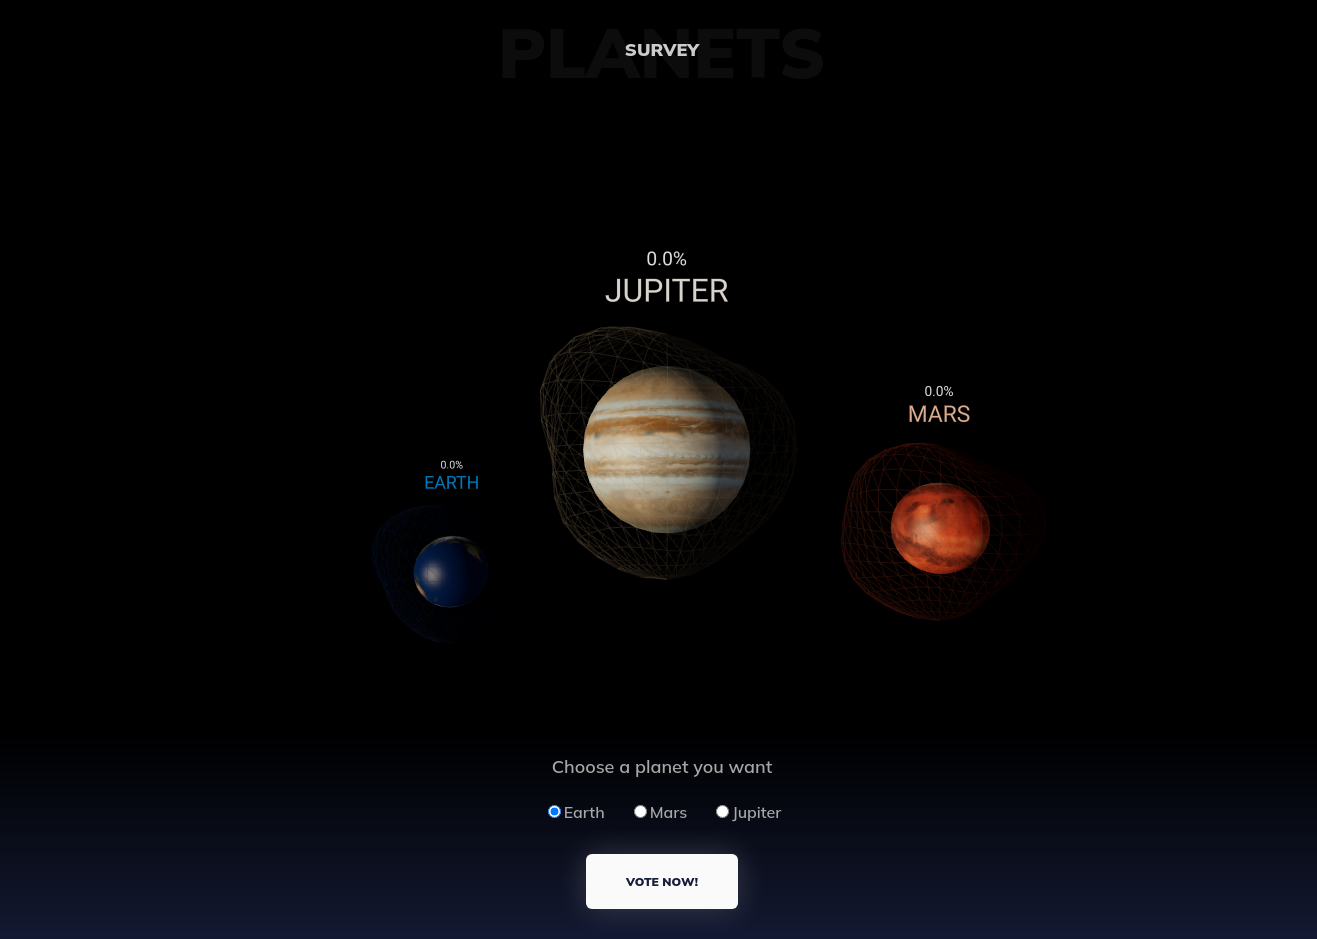 PLANETS
SURVEY
0.0%
JUPITER
0.0%
MARS
0.0%
EARTH
Choose a planet you want
Earth Mars Jupiter
VOTE NOW!